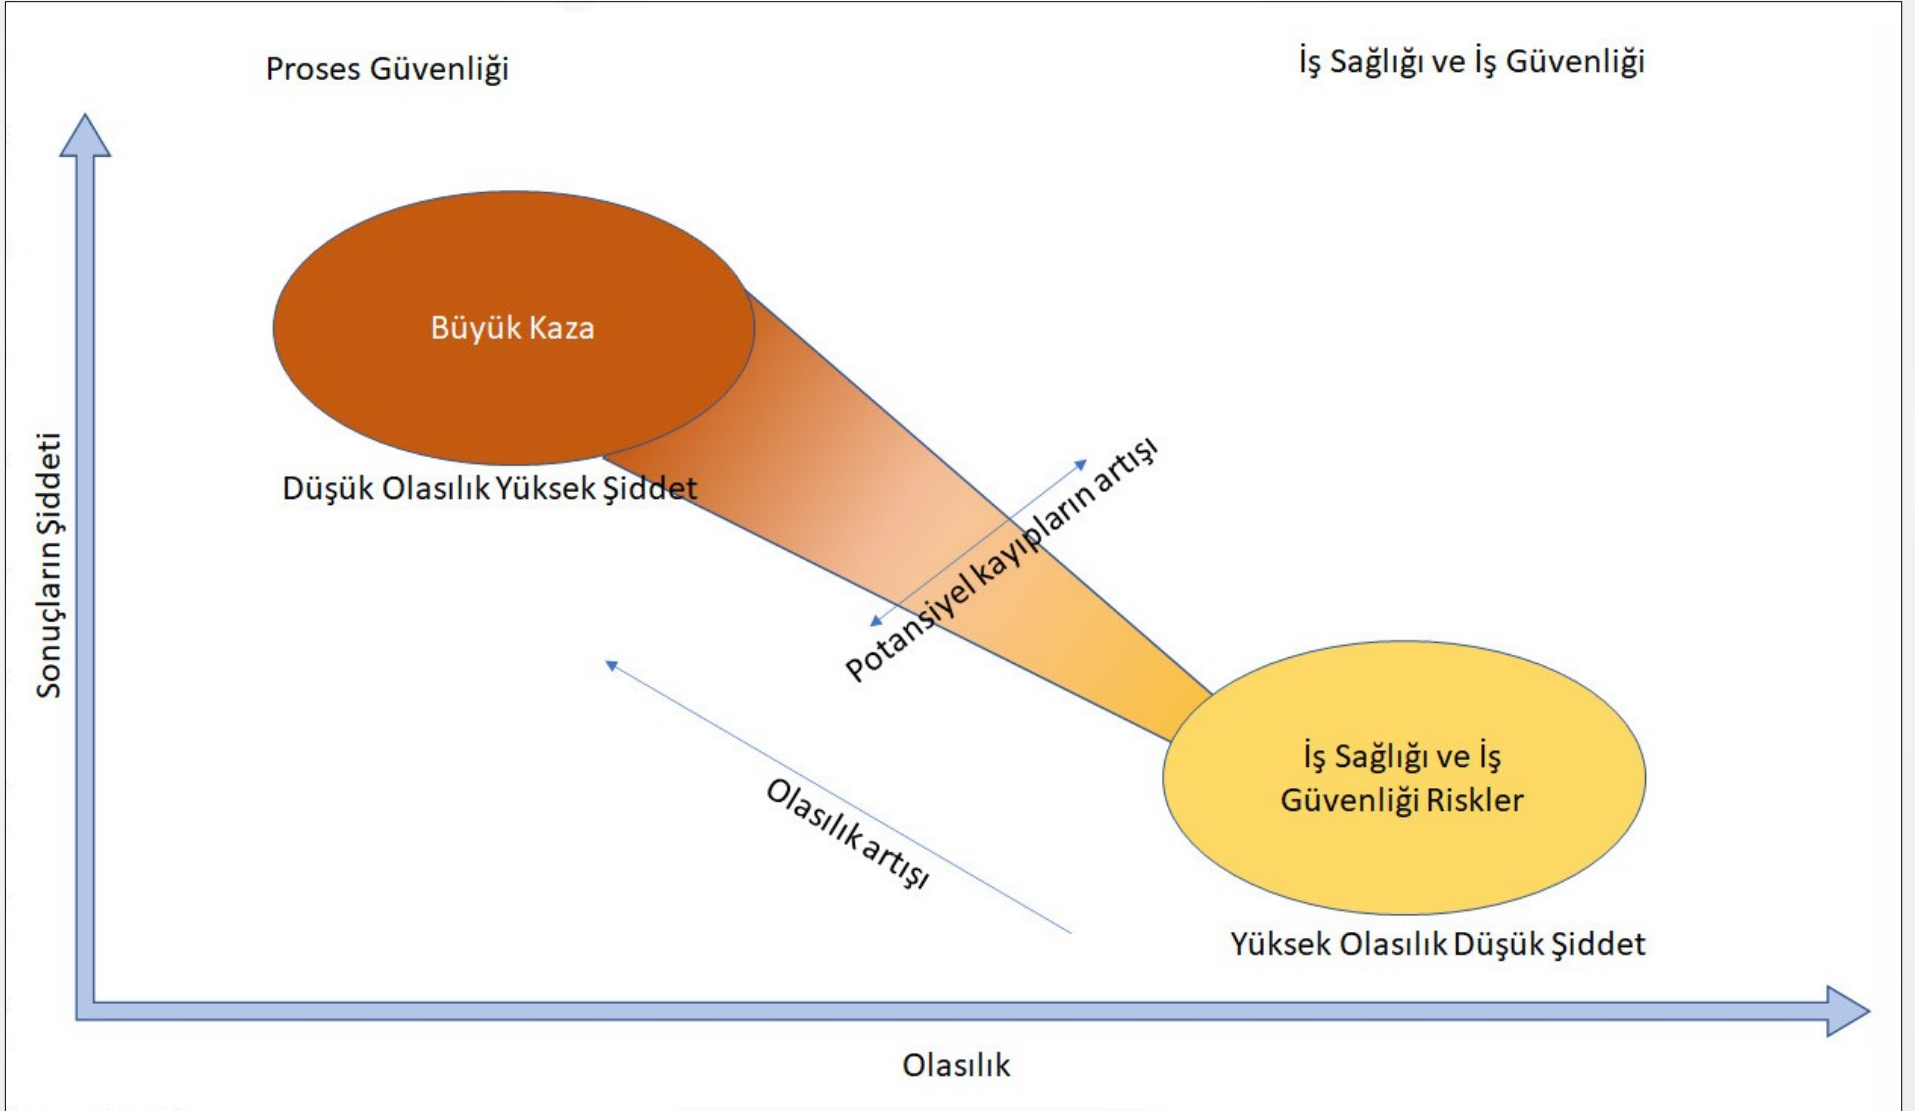 Proses Güvenliği
İş Sağlığı ve İş Güvenliği
Sonuçların Şiddeti
Büyük Kaza
Düşük Olasılık Yüksek Şiddet
Potansiyel kayıpların artışı
Olasılık artışı
İş Sağlığı ve İş
Güvenliği Riskler
Yüksek Olasılık Düşük Şiddet
Olasılık